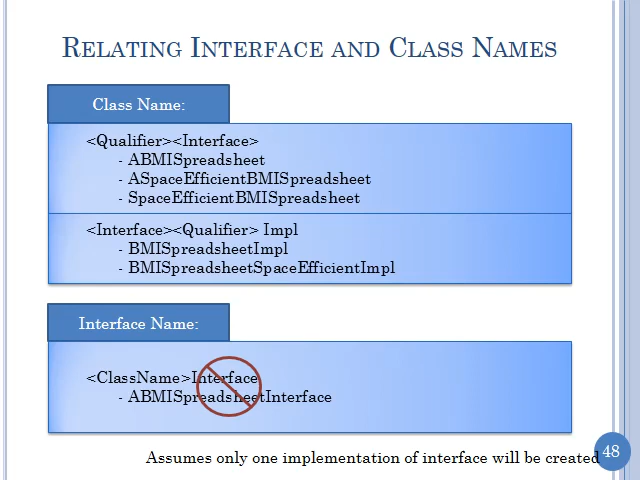 RELATING INTERFACE AND CLASS NAMES
Class Name:
<Qualifier><Interface>
- ABMISpreadsheet
- ASpaceEfficientBMISpreadsheet
- SpaceEfficientBMISpreadsheet
<Interface><Qualifier> Impl
- BMISpreadsheetImpl
- BMISpreadsheetSpaceEfficientImpl
Interface Name:
<ClassName>Interface
- ABMISpreadsheetInterface
Assumes only one implementation of interface will be created
48